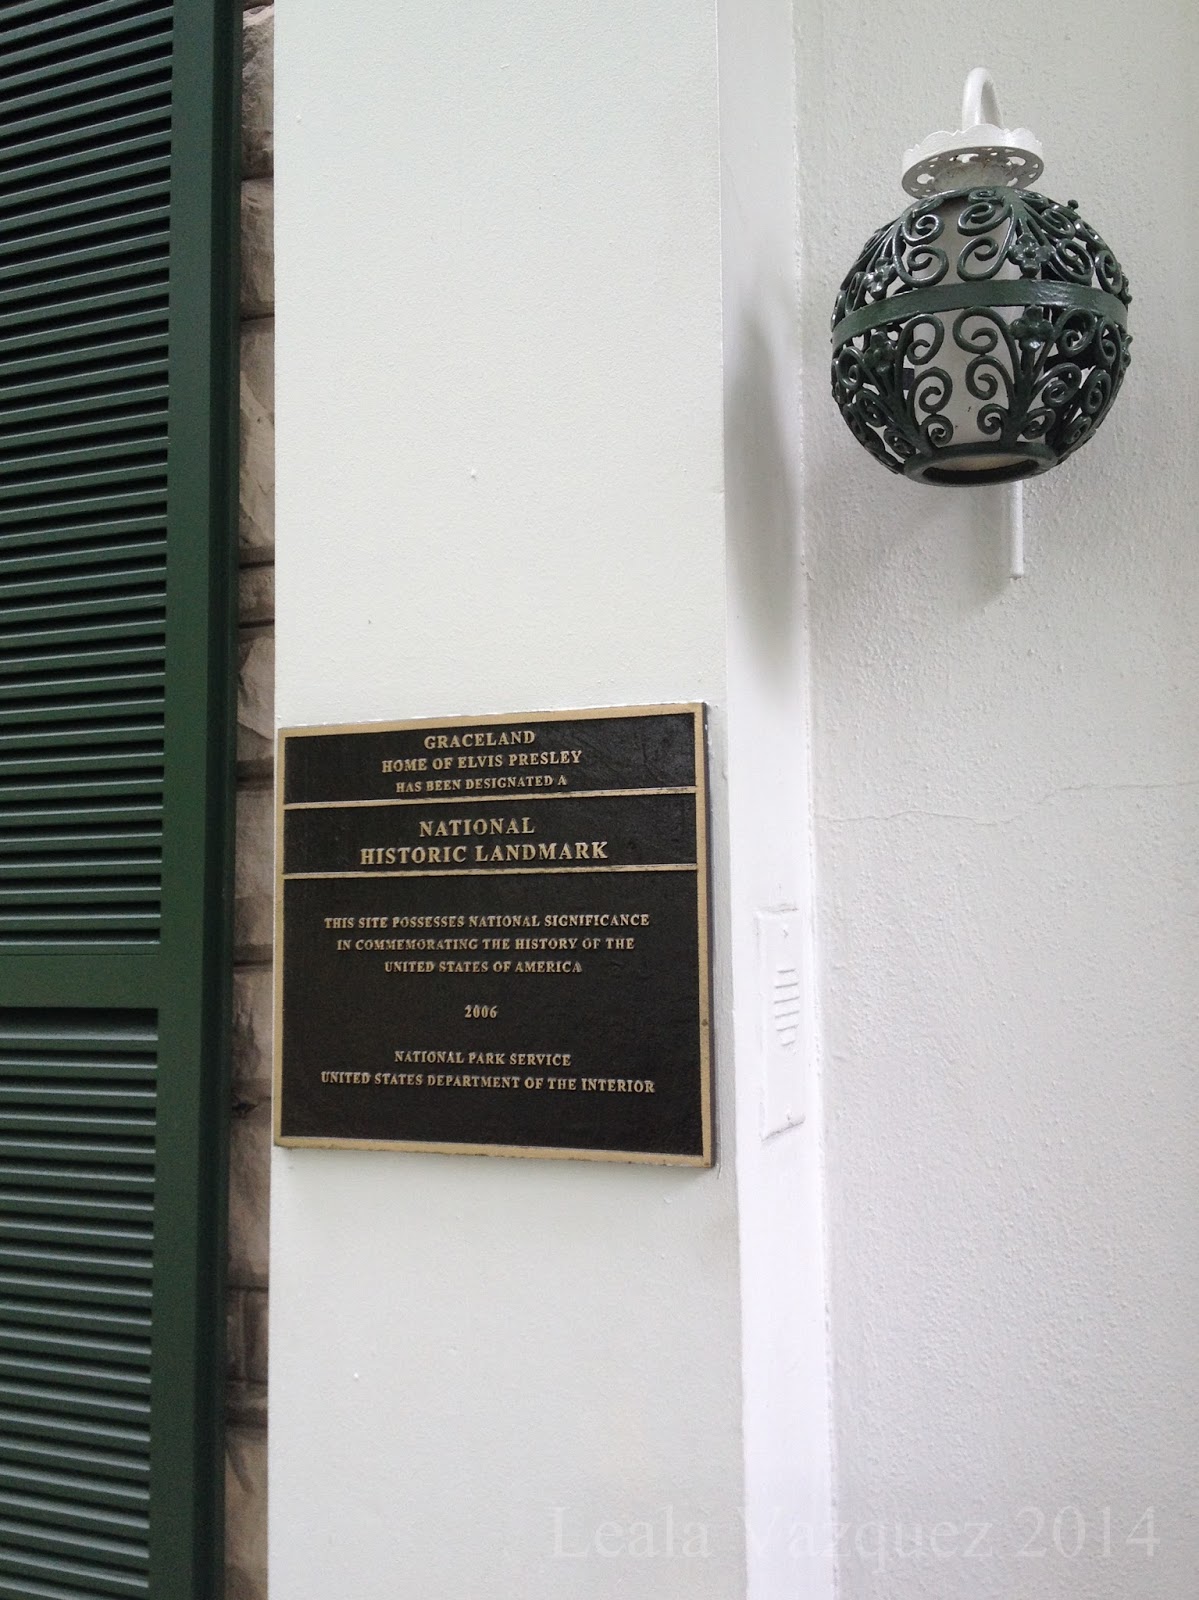 GRACELAND
HOME OF ELVIS PRESLEY
HAS BEEN DESIGNATED A
NATIONAL
HISTORIC LANDMARK
THIS SITE POSSESSES NATIONAL SIGNIFICANCE
IN COMMEMORATING THE HISTORY OF THE
UNITED STATES OF AMERICA
2006
NATIONAL PARK SERVICE
UNITED STATES DEPARTMENT OF THE INTERIOR
Leala Vazquez 2014